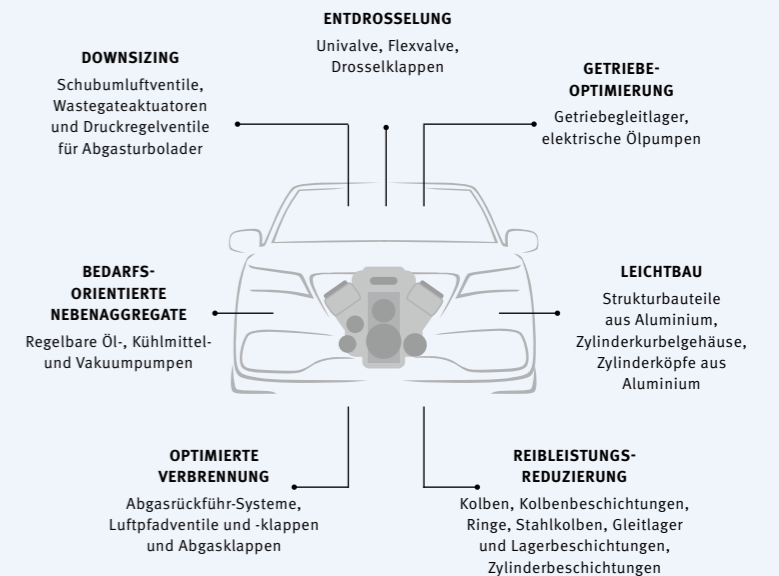 ENTDROSSELUNG
Univalve, Flexvalve,
Drosselklappen
DOWNSIZING
Schubumluftventile,
Wastegateaktuatoren
und Druckregelventile
für Abgasturbolader
GETRIEBE-
OPTIMIERUNG
Getriebegleitlager,
elektrische Ölpumpen
BEDARFS-
ORIENTIERTE
NEBENAGGREGATE
Regelbare Öl-, Kühlmittel-
und Vakuumpumpen
LEICHTBAU
Strukturbauteile
aus Aluminium,
Zylinderkurbelgehäuse,
Zylinderköpfe aus
Aluminium
OPTIMIERTE
VERBRENNUNG
Abgasrückführ-Systeme,
Luftpfadventile und -klappen
und Abgasklappen
REIBLEISTUNGS-
REDUZIERUNG
Kolben, Kolbenbeschichtungen,
Ringe, Stahlkolben, Gleitlager
und Lagerbeschichtungen,
Zylinderbeschichtungen